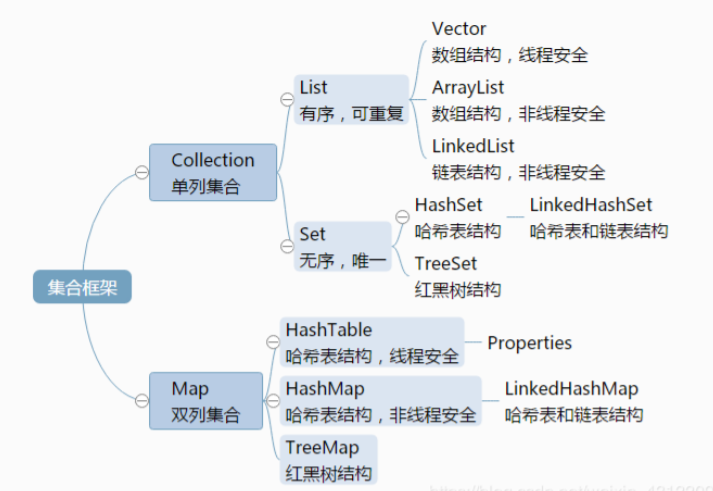 集合框架
Collection
单列集合
List
有序，可重复
Vector
数组结构，线程安全
ArrayList
数组结构，非线程安全
LinkedList
链表结构，非线程安全
Set
无序，唯一
HashSet
哈希表结构
LinkedHashSet
哈希表和链表结构
TreeSet
红黑树结构
Map
双列集合
HashTable
哈希表结构，线程安全
Properties
HashMap
哈希表结构，非线程安全
LinkedHashMap
哈希表和链表结构
TreeMap
红黑树结构